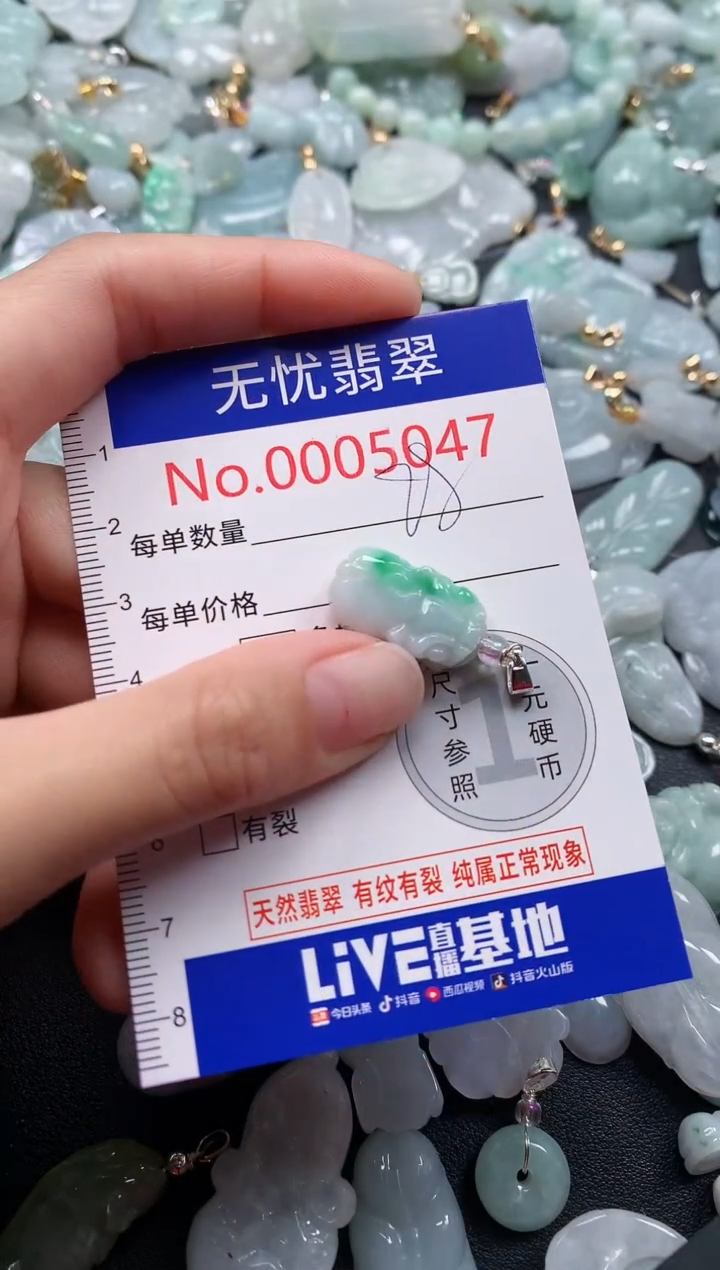 无忧翡翠
No.0005047
98
每单数量
每单价格
1
2
3
4
6
7
8
1
一元硬币
尺寸参照
有裂
天然翡翠 有纹有裂 纯属正常现象
LiVE直播基地
今日头条 抖音 西瓜视频 抖音火山版